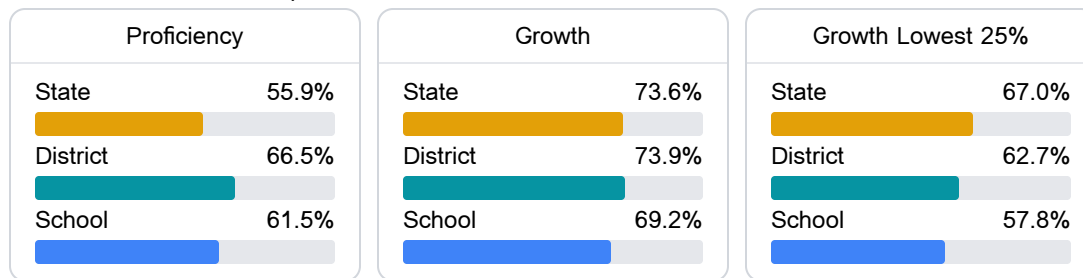 Proficiency
State 55.9%
District 66.5%
School 61.5%
Growth
State 73.6%
District 73.9%
School 69.2%
Growth Lowest 25%
State 67.0%
District 62.7%
School 57.8%